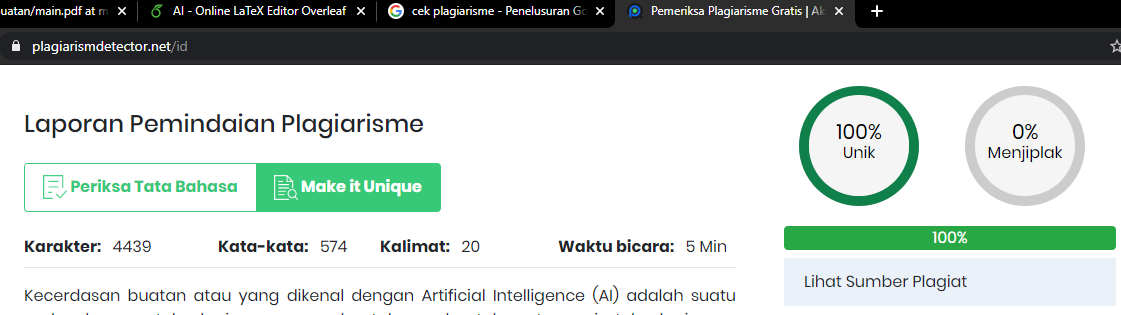 uatan/main.pdf at m
AI - Online LaTeX Editor Overleaf
cek plagiarisme - Penelusuran Go
Pemeriksa Plagiarisme Gratis | Ak
plagiarismdetector.net/id
Laporan Pemindaian Plagiarisme
100%
Unik
0%
Menjiplak
Periksa Tata Bahasa
Make it Unique
100%
Karakter: 4439 Kata-kata: 574 Kalimat: 20 Waktu bicara: 5 Min
Lihat Sumber Plagiat
Kecerdasan buatan atau yang dikenal dengan Artificial Intelligence (AI) adalah suatu